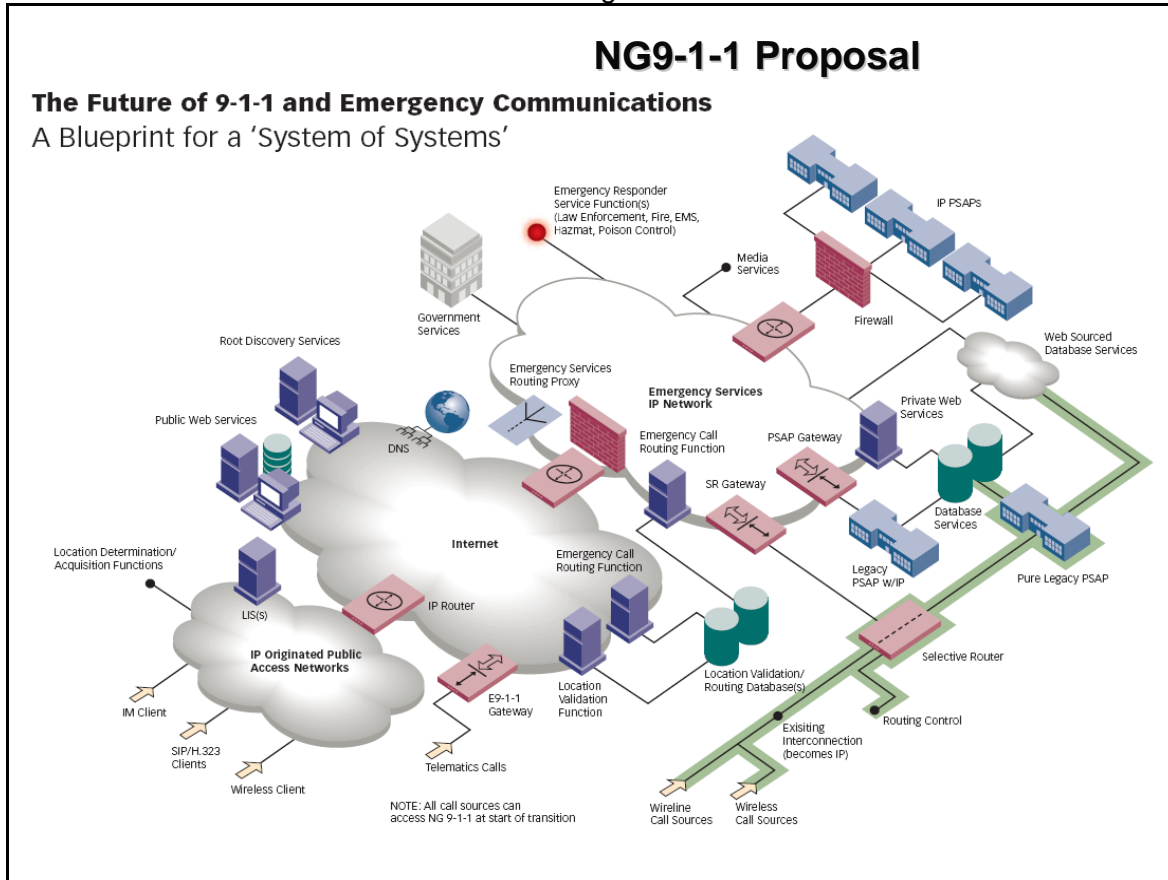 NG9-1-1 Proposal
The Future of 9-1-1 and Emergency Communications
A Blueprint for a ‘System of Systems’
Emergency Responder
Service Function(s)
(Law Enforcement, Fire, EMS,
Hazmat, Poison Control)
IP PSAPs
Media
Services
Government
Services
Firewall
Root Discovery Services
Web Sourced
Database Services
Emergency Services
Routing Proxy
Emergency Services
IP Network
Private Web
Services
Public Web Services
DNS
Emergency Call
Routing Function
PSAP Gateway
SR Gateway
Database
Services
Internet
Location Determination/
Acquisition Functions
Emergency Call
Routing Function
Legacy
PSAP w/IP
Pure Legacy PSAP
LIS(s)
IP Router
IP Originated Public
Access Networks
Selective Router
E9-1-1
Gateway
Location
Validation
Function
Location Validation/
Routing Database(s)
IM Client
Routing Control
Exisiting
Interconnection
(becomes IP)
SIP/H.323
Clients
Telematics Calls
Wireless Client
NOTE: All call sources can
access NG 9-1-1 at start of transition
Wireline
Call Sources
Wireless
Call Sources